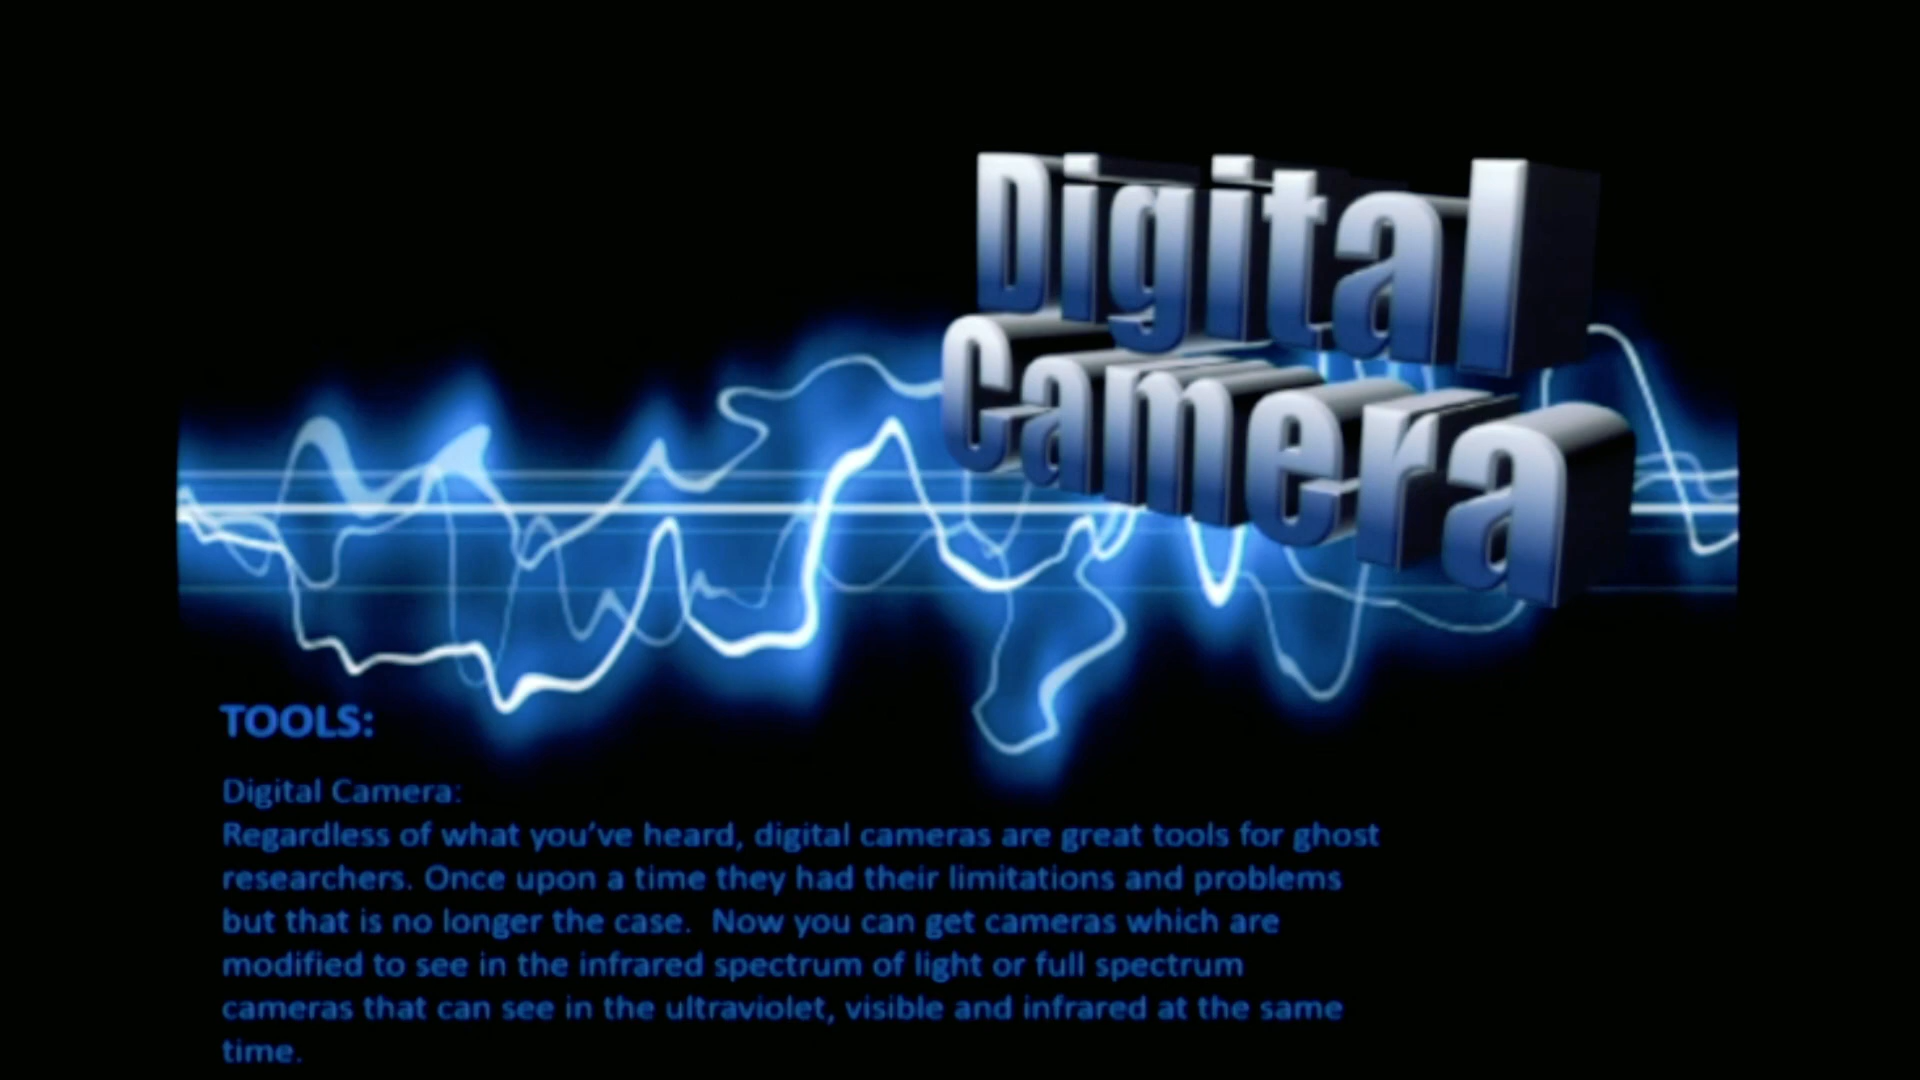 Digital
Camera
TOOLS:
Digital Camera:
Regardless of what you've heard, digital cameras are great tools for ghost
researchers. Once upon a time they had their limitations and problems
but that is no longer the case.  Now you can get cameras which are
modified to see in the infrared spectrum of light or full spectrum
cameras that can see in the ultraviolet, visible and infrared at the same
time.